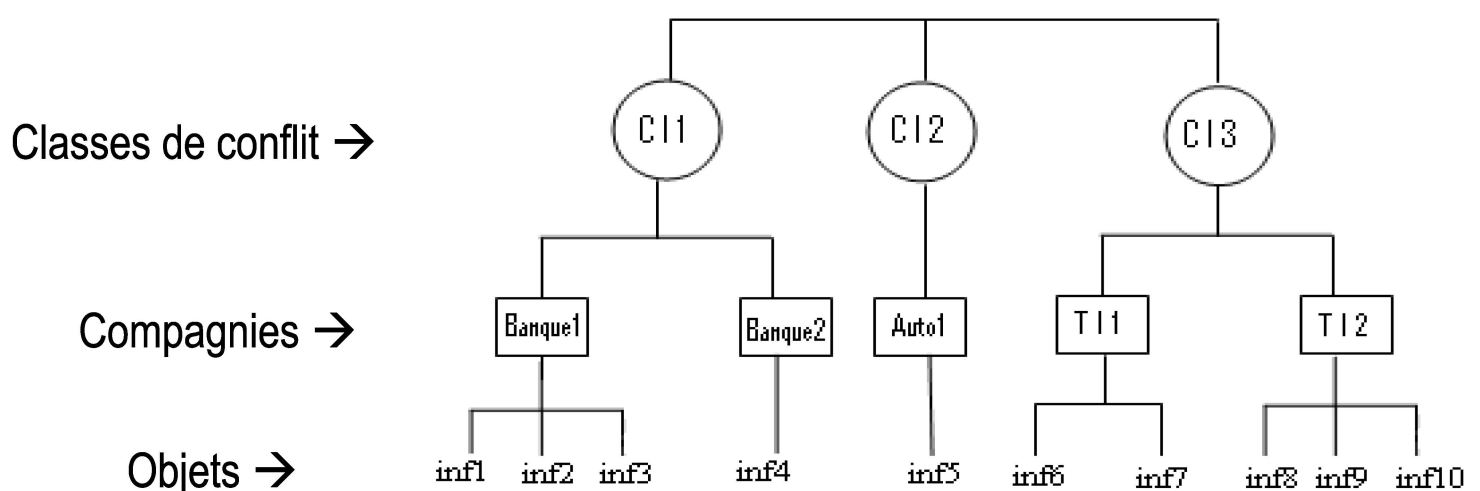 Classes de conflit → CI1 CI2 CI3
Compagnies → Banque1 Banque2 Auto1 TI1 TI2
Objets → inf1 inf2 inf3 inf4 inf5 inf6 inf7 inf8 inf9 inf10